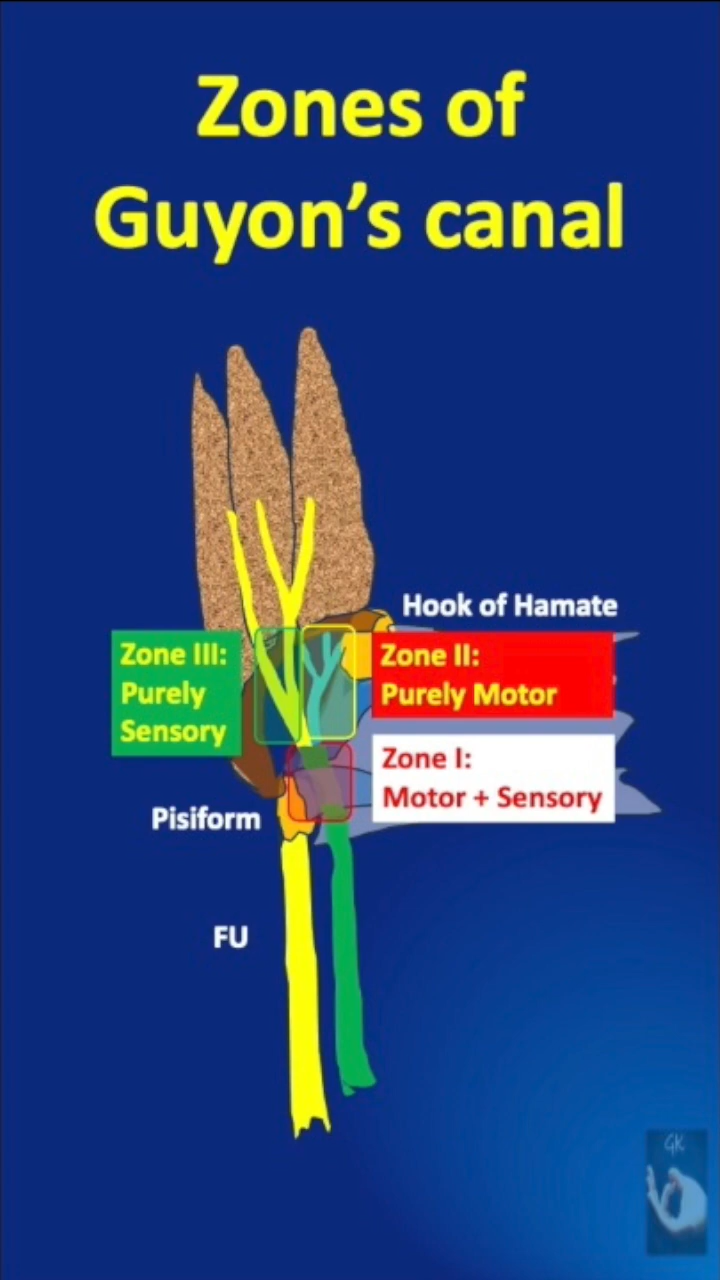 Zones of
Guyon’s canal
Hook of Hamate
Zone III:
Purely
Sensory
Zone II:
Purely Motor
Zone I:
Motor + Sensory
Pisiform
FU
GK